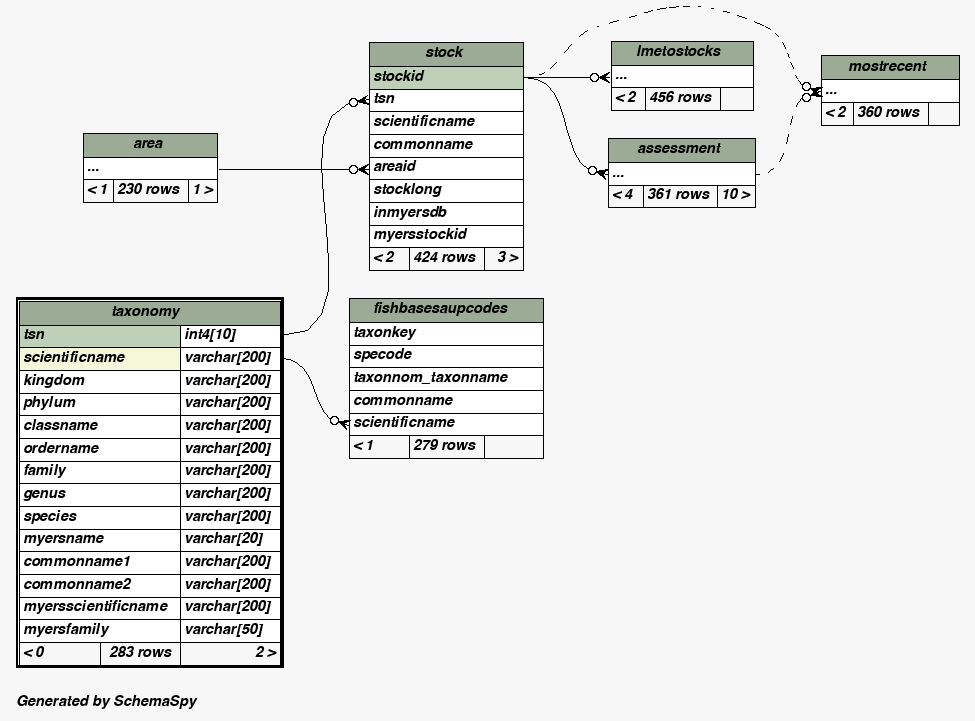 stock
stockid
tsn
scientificname
commonname
areaid
stocklong
inmyersdb
myersstockid
< 2 424 rows 3 >
lmetostocks
...
< 2 456 rows
mostrecent
...
< 2 360 rows
area
...
< 1 230 rows 1 >
assessment
...
< 4 361 rows 10 >
taxonomy
tsn int4[10]
scientificname varchar[200]
kingdom varchar[200]
phylum varchar[200]
classname varchar[200]
ordername varchar[200]
family varchar[200]
genus varchar[200]
species varchar[200]
myersname varchar[20]
commonname1 varchar[200]
commonname2 varchar[200]
myersscientificname varchar[200]
myersfamily varchar[50]
< 0 283 rows 2 >
fishbasesaupcodes
taxonkey
specode
taxonnom_taxonname
commonname
scientificname
< 1 279 rows
Generated by SchemaSpy